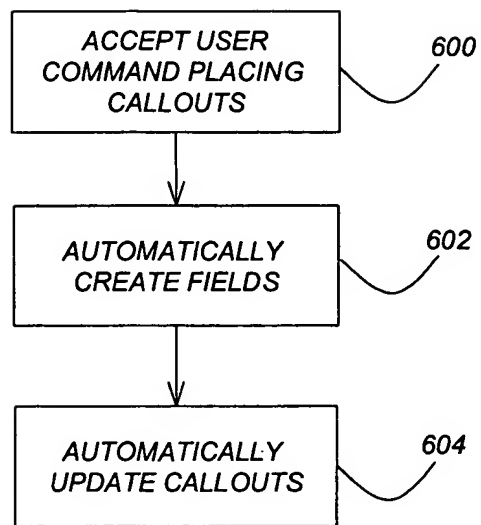 ACCEPT USER
COMMAND PLACING
CALLOUTS
600
AUTOMATICALLY
CREATE FIELDS
602
AUTOMATICALLY
UPDATE CALLOUTS
604